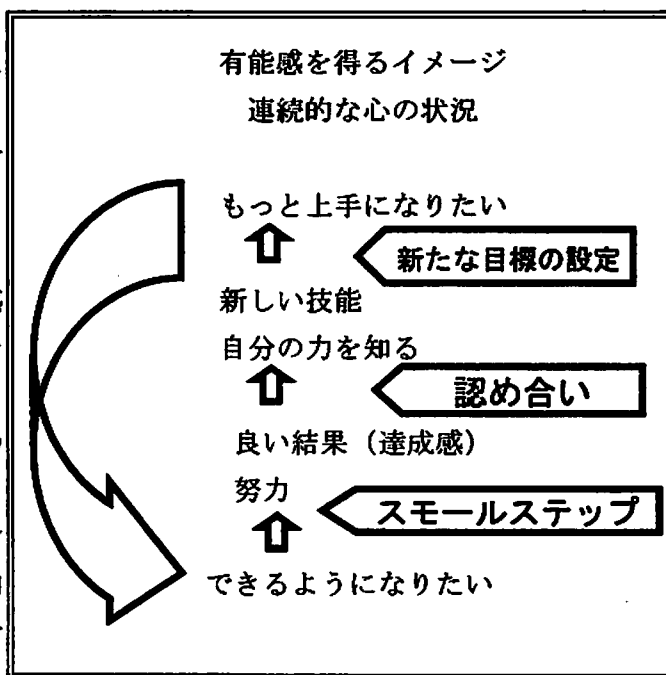 有能感を得るイメージ
連続的な心の状況
もっと上手になりたい
新たな目標の設定
新しい技能
自分の力を知る
認め合い
良い結果（達成感）
努力
スモールステップ
できるようになりたい